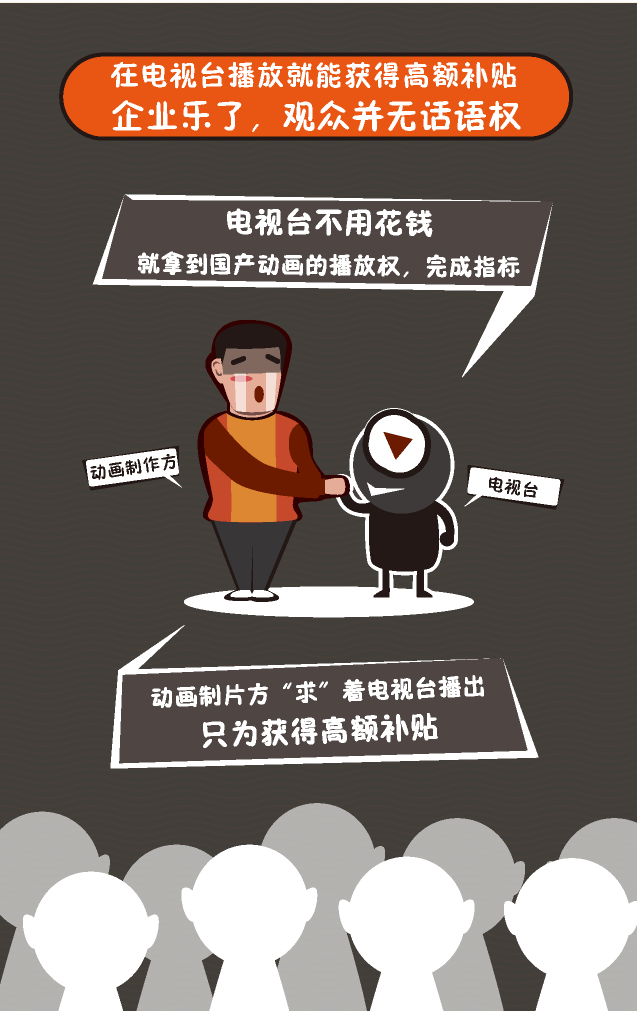 在电视台播放就能获得高额补贴
企业乐了，观众并无话语权
电视台不用花钱
就拿到国产动画的播放权，完成指标
动画制作方
电视台
动画制片方“求”着电视台播出
只为获得高额补贴